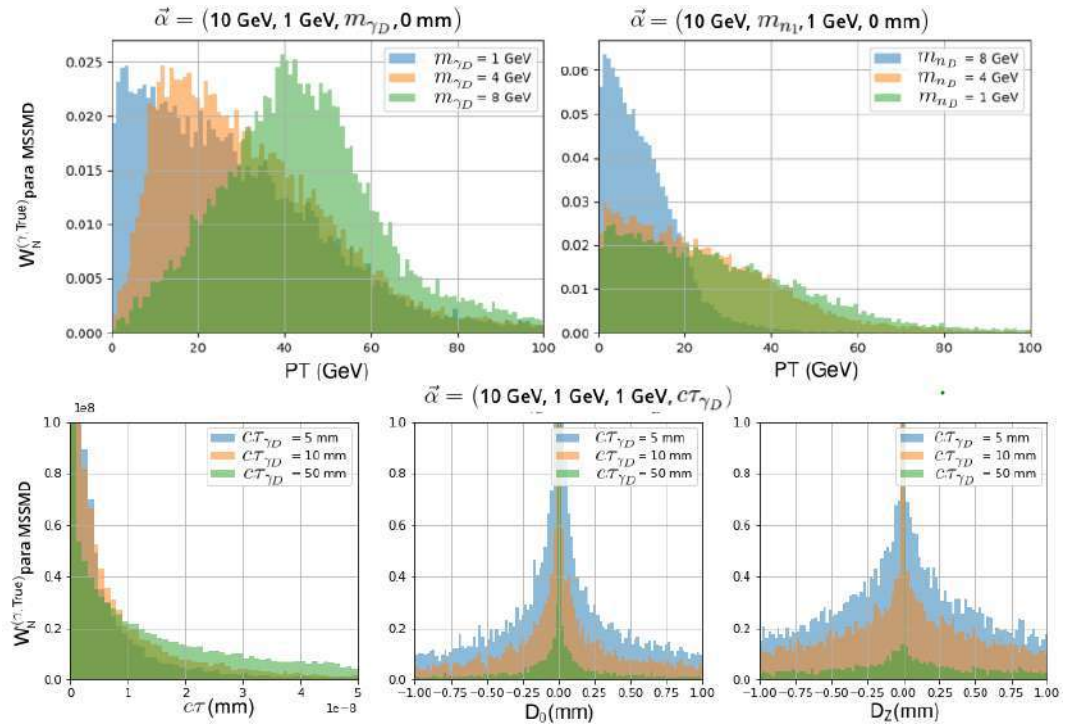 α⃗ = (10 GeV, 1 GeV, m_γD, 0 mm)
m_γD = 1 GeV
m_γD = 4 GeV
m_γD = 8 GeV
0.025
0.020
0.015
0.010
0.005
0.000
0 20 40 60 80 100
PT (GeV)
W_N^(γ, True) para MSSMD
α⃗ = (10 GeV, m_n1, 1 GeV, 0 mm)
m_nD = 8 GeV
m_nD = 4 GeV
m_nD = 1 GeV
0.06
0.05
0.04
0.03
0.02
0.01
0.00
0 20 40 60 80 100
PT (GeV)
α⃗ = (10 GeV, 1 GeV, 1 GeV, cτ_γD)
1e8
cτ_γD = 5 mm
cτ_γD = 10 mm
cτ_γD = 50 mm
1.0
0.8
0.6
0.4
0.2
0.0
0 1 2 3 4 5
1e-8
cτ (mm)
W_N^(γ, True) para MSSMD
cτ_γD = 5 mm
cτ_γD = 10 mm
cτ_γD = 50 mm
1.0
0.8
0.6
0.4
0.2
0.0
−1.00 −0.75 −0.50 −0.25 0.00 0.25 0.50 0.75 1.00
D_0(mm)
cτ_γD = 5 mm
cτ_γD = 10 mm
cτ_γD = 50 mm
1.0
0.8
0.6
0.4
0.2
0.0
−1.00 −0.75 −0.50 −0.25 0.00 0.25 0.50 0.75 1.00
D_Z(mm)